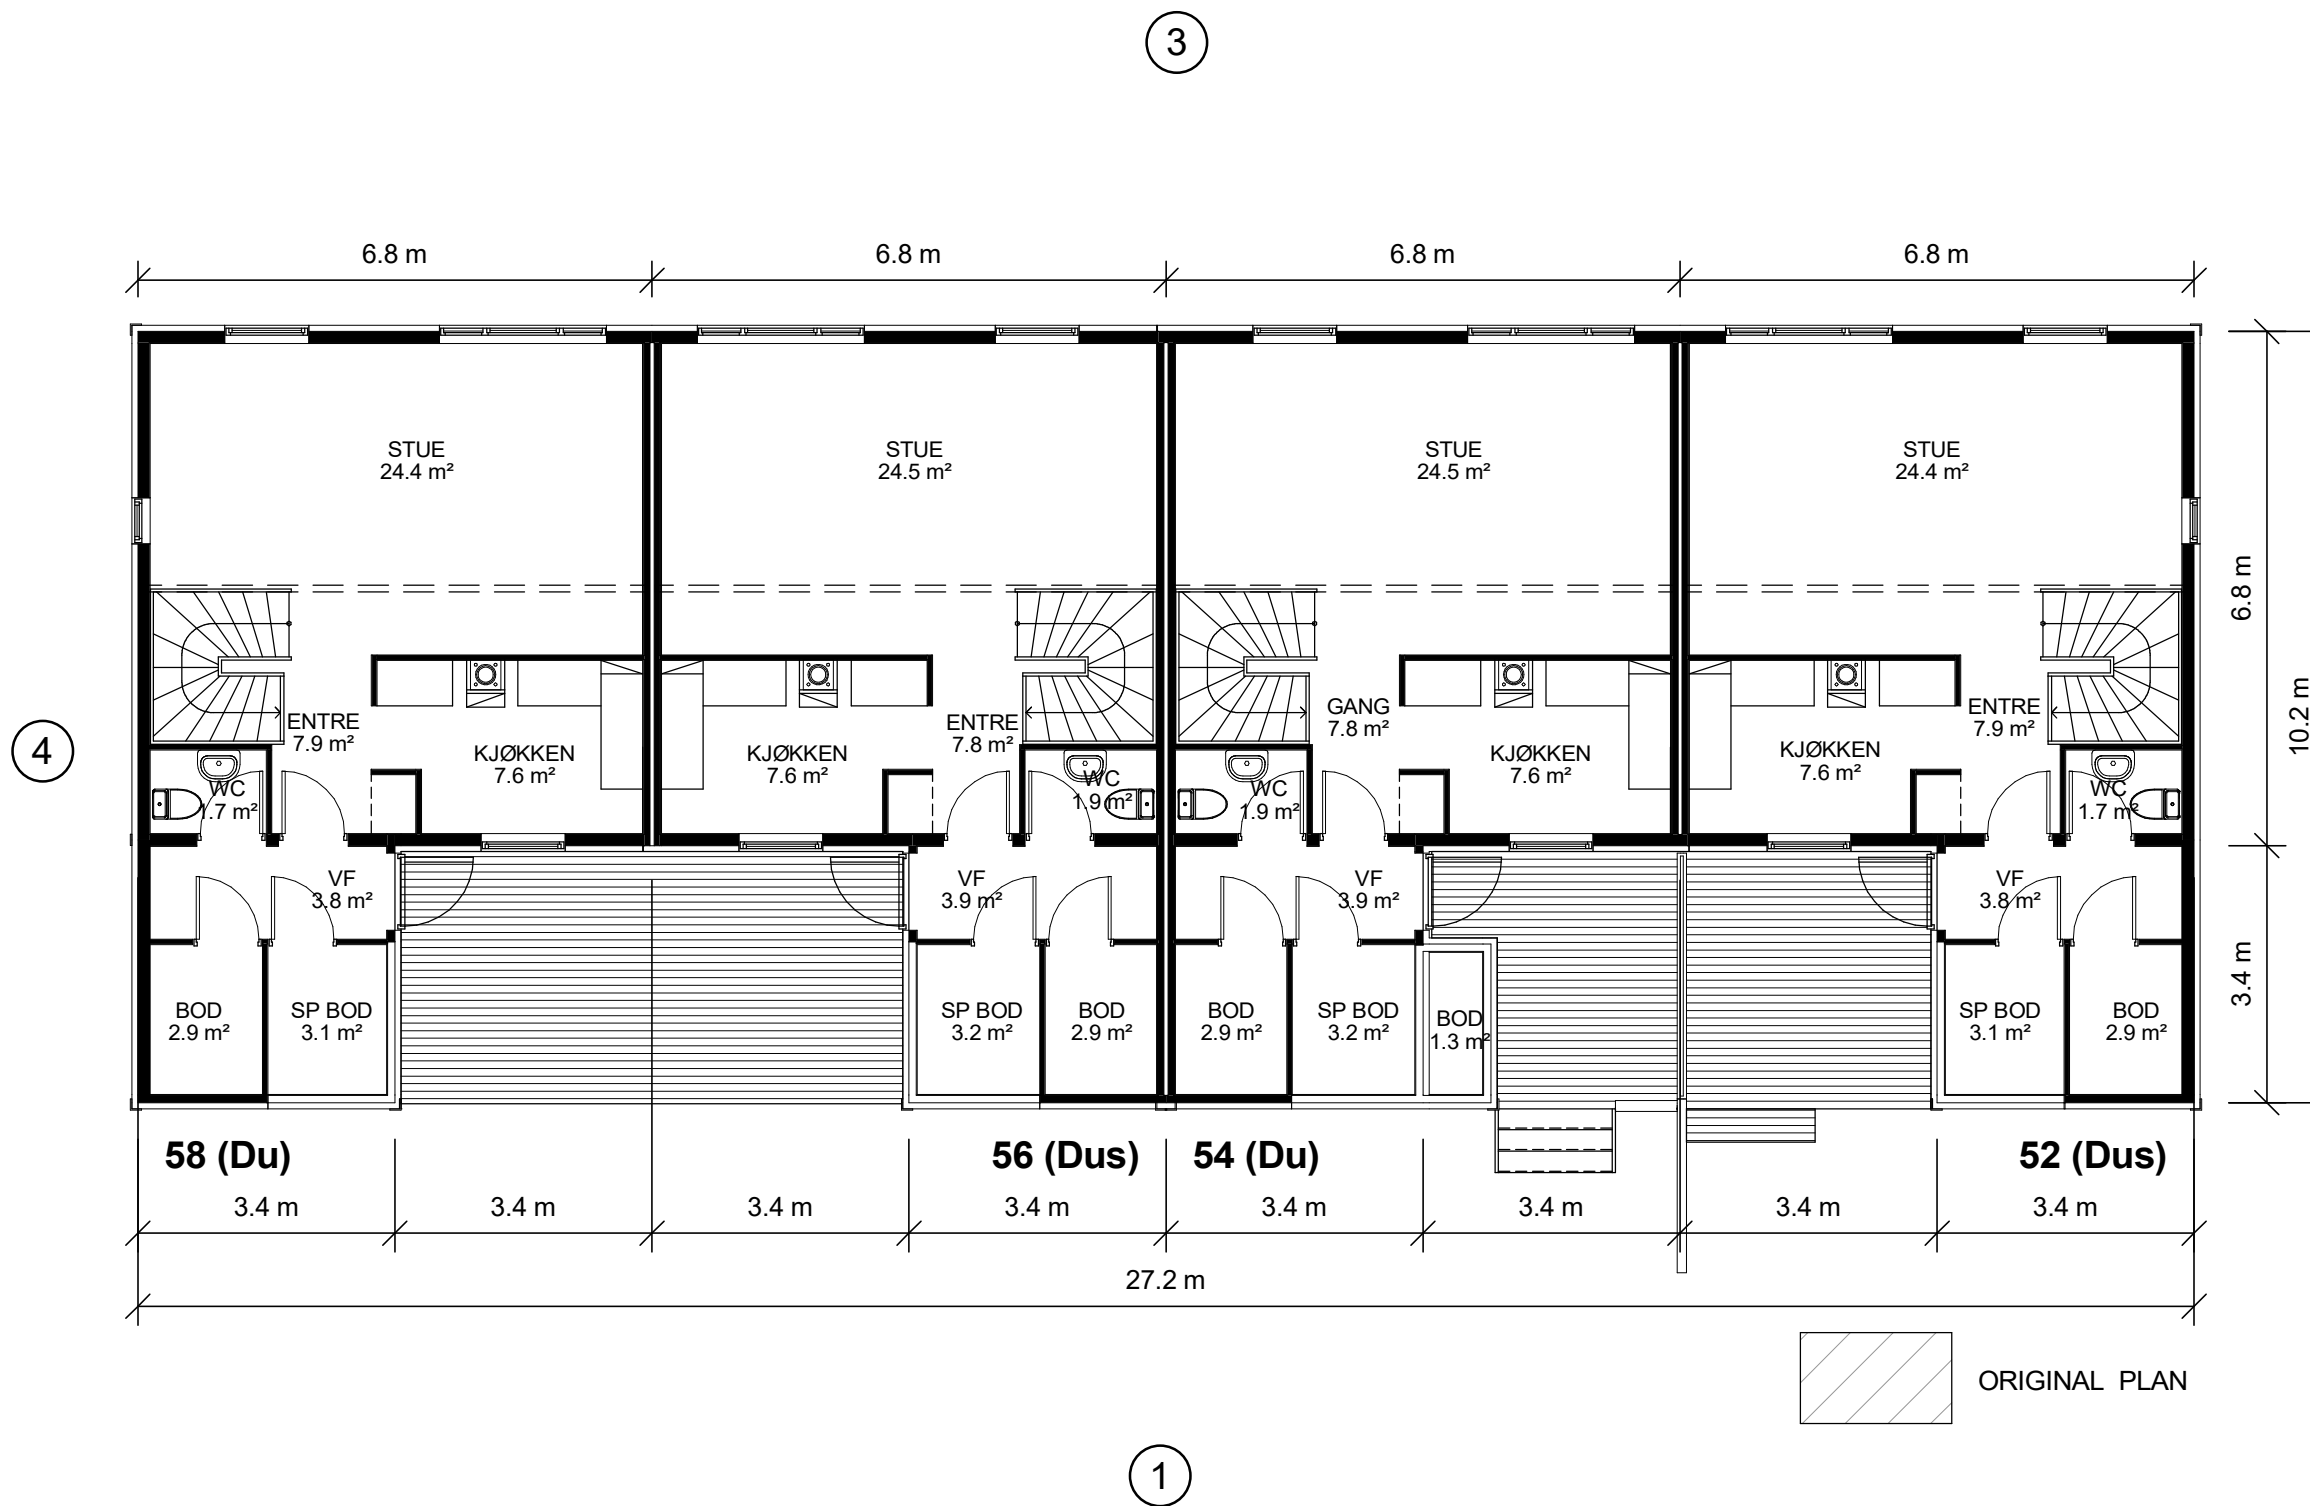 3
6.8 m
6.8 m
6.8 m
6.8 m
STUE
24.4 m²
STUE
24.5 m²
STUE
24.5 m²
STUE
24.4 m²
6.8 m
10.2 m
3.4 m
4
ENTRE
7.9 m²
KJØKKEN
7.6 m²
KJØKKEN
7.6 m²
ENTRE
7.8 m²
GANG
7.8 m²
KJØKKEN
7.6 m²
KJØKKEN
7.6 m²
ENTRE
7.9 m²
WC
1.7 m²
WC
1.9 m²
WC
1.9 m²
WC
1.7 m²
VF
3.8 m²
VF
3.9 m²
VF
3.9 m²
VF
3.8 m²
BOD
2.9 m²
SP BOD
3.1 m²
SP BOD
3.2 m²
BOD
2.9 m²
BOD
2.9 m²
SP BOD
3.2 m²
BOD
1.3 m²
SP BOD
3.1 m²
BOD
2.9 m²
58 (Du)
56 (Dus)
54 (Du)
52 (Dus)
3.4 m
3.4 m
3.4 m
3.4 m
3.4 m
3.4 m
3.4 m
3.4 m
27.2 m
ORIGINAL PLAN
1